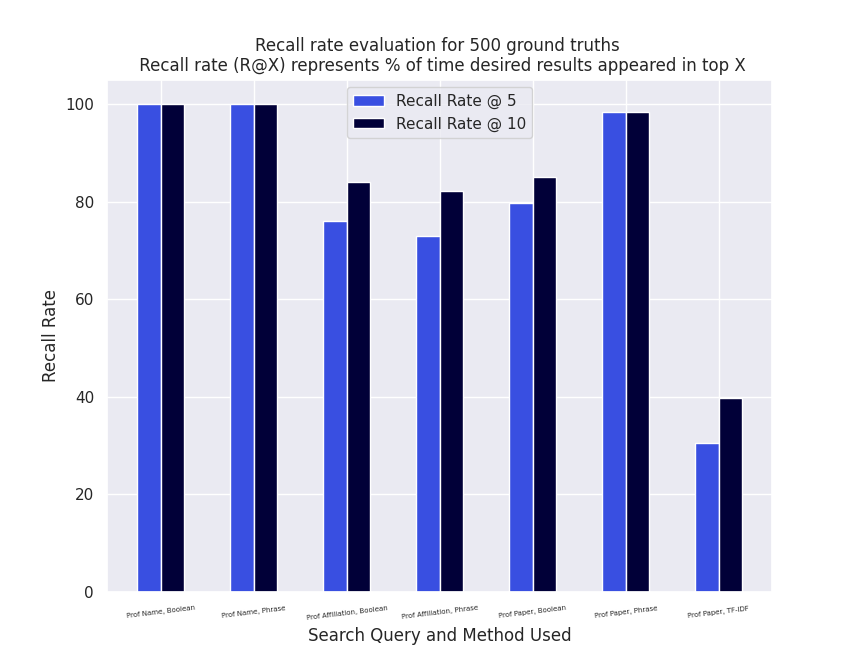 Recall rate evaluation for 500 ground truths
Recall rate (R@X) represents % of time desired results appeared in top X
Recall Rate @ 5
Recall Rate @ 10
Recall Rate
100
80
60
40
20
0
Prof Name, Boolean
Prof Name, Phrase
Prof Affiliation, Boolean
Prof Affiliation, Phrase
Prof Paper, Boolean
Prof Paper, Phrase
Prof Paper, TF-IDF
Search Query and Method Used